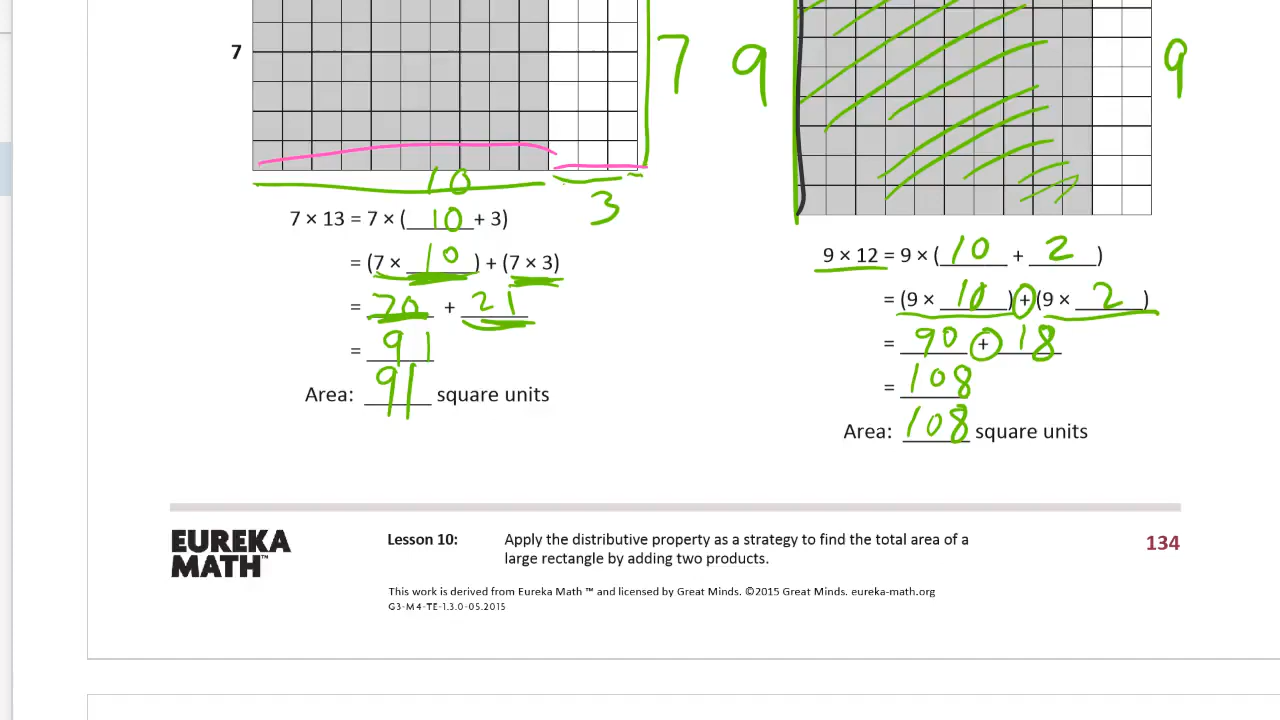 7
7
10
3
7 × 13 = 7 × ( 10 + 3)
= (7 × 10 ) + (7 × 3)
= 70 + 21
= 91
Area: 91 square units
9
9
9 × 12 = 9 × ( 10 + 2 )
= (9 × 10 ) + (9 × 2 )
= 90 + 18
= 108
Area: 108 square units
EUREKA
MATH™
Lesson 10:
Apply the distributive property as a strategy to find the total area of a
large rectangle by adding two products.
134
This work is derived from Eureka Math ™ and licensed by Great Minds. ©2015 Great Minds. eureka-math.org
G3-M4-TE-1.3.0-05.2015